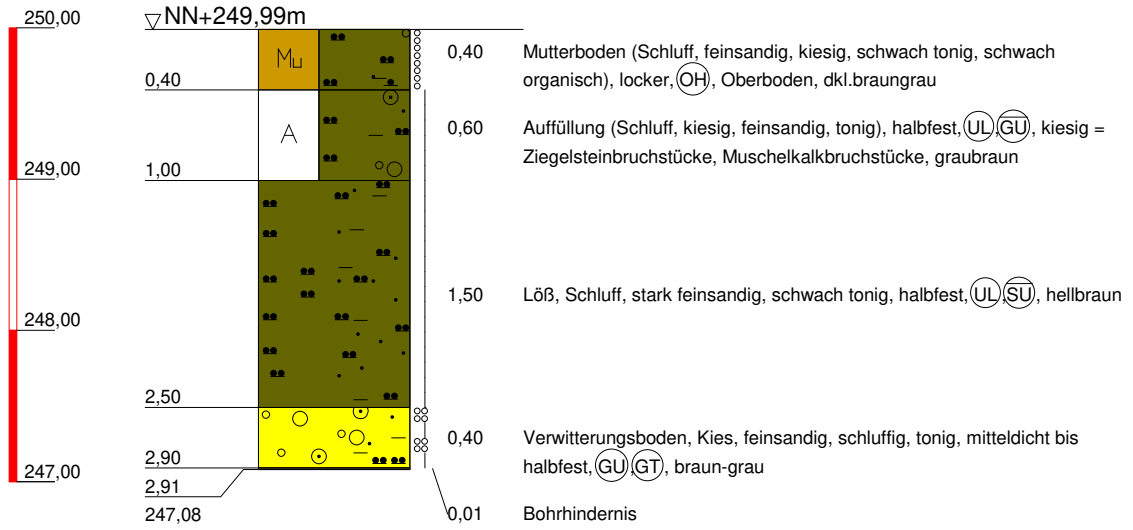 250,00
NN+249,99m
Mu
0,40
0,40
Mutterboden (Schluff, feinsandig, kiesig, schwach tonig, schwach
organisch), locker, OH, Oberboden, dkl.braungrau
A
0,60
Auffüllung (Schluff, kiesig, feinsandig, tonig), halbfest, UL, GU, kiesig =
Ziegelsteinbruchstücke, Muschelkalkbruchstücke, graubraun
249,00
1,00
1,50
Löß, Schluff, stark feinsandig, schwach tonig, halbfest, UL, SU, hellbraun
248,00
2,50
0,40
Verwitterungsboden, Kies, feinsandig, schluffig, tonig, mitteldicht bis
halbfest, GU, GT, braun-grau
247,00
2,90
2,91
247,08
0,01
Bohrhindernis